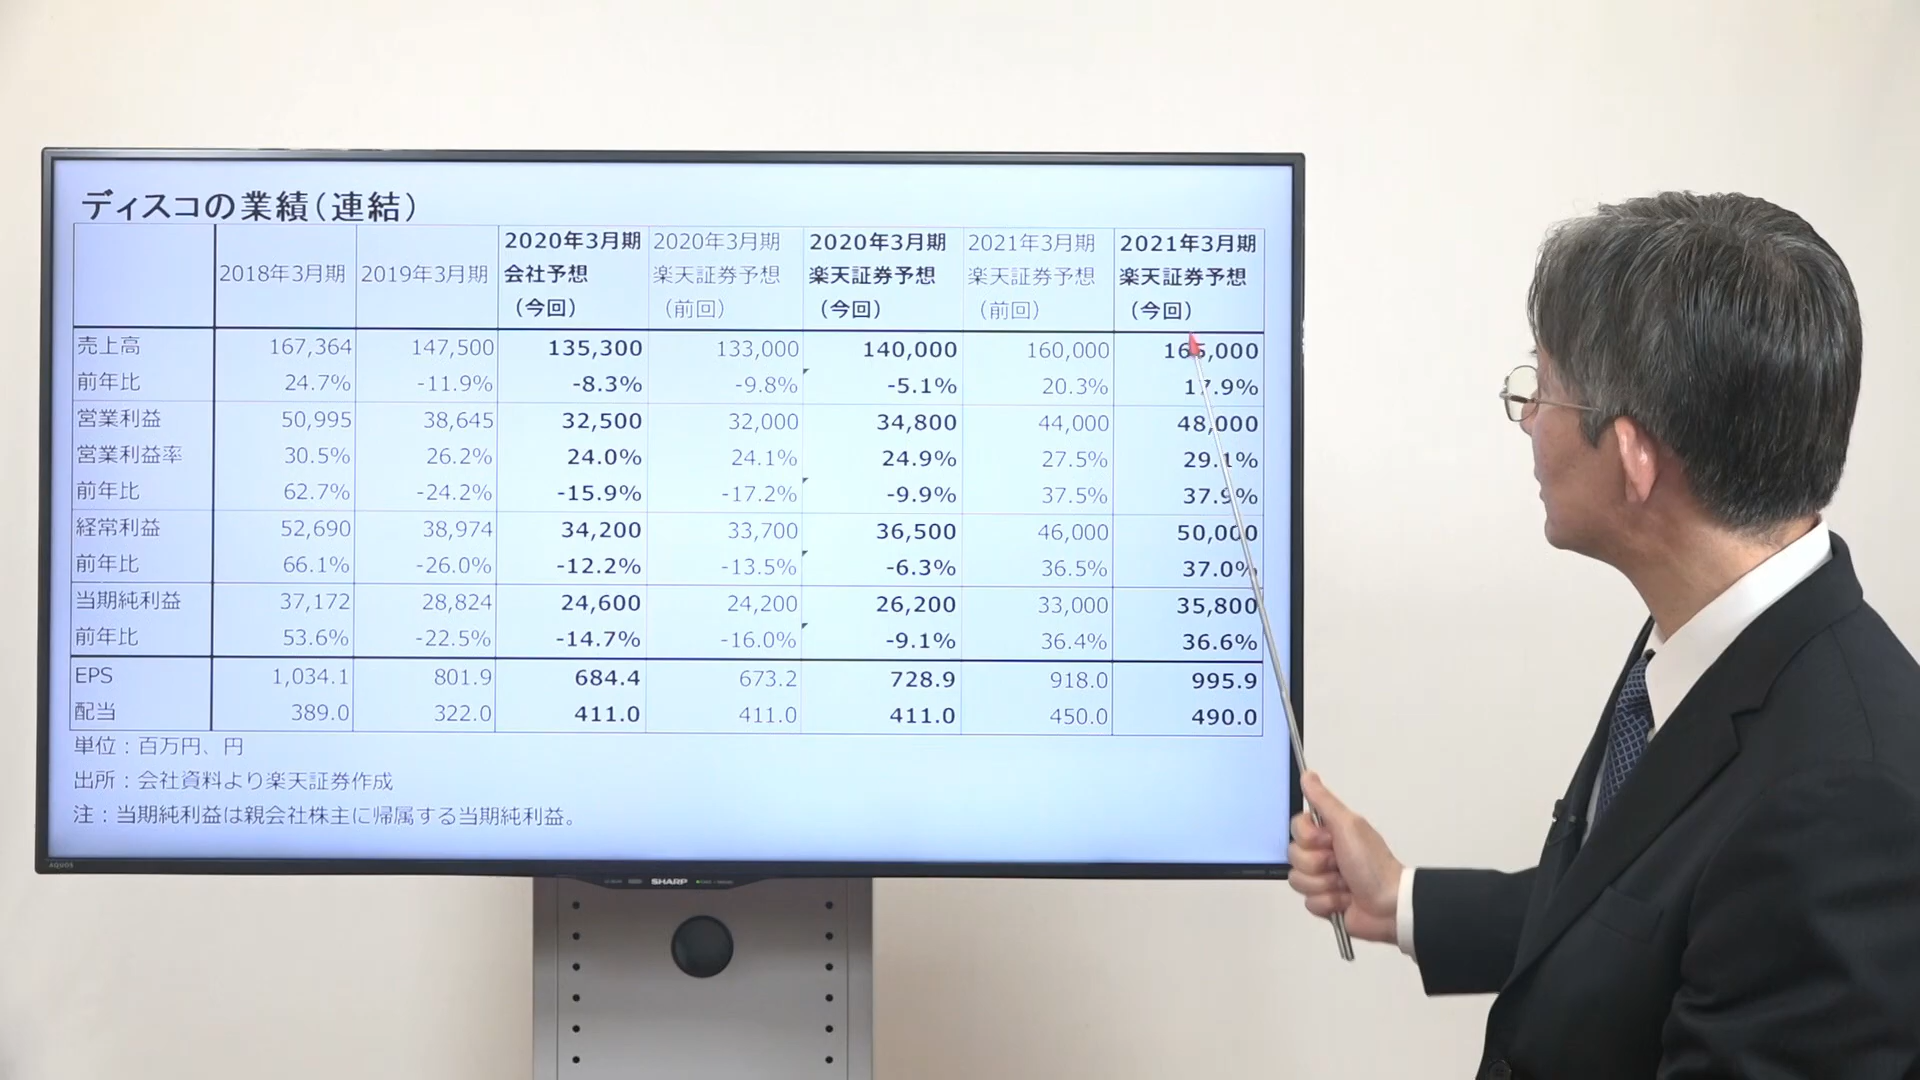 ディスコの業績（連結）
2018年3月期 2019年3月期 2020年3月期 会社予想 （今回） 2020年3月期 楽天証券予想 （前回） 2020年3月期 楽天証券予想 （今回） 2021年3月期 楽天証券予想 （前回） 2021年3月期 楽天証券予想 （今回）
売上高 167,364 147,500 135,300 133,000 140,000 160,000 165,000
前年比 24.7% -11.9% -8.3% -9.8% -5.1% 20.3% 17.9%
営業利益 50,995 38,645 32,500 32,000 34,800 44,000 48,000
営業利益率 30.5% 26.2% 24.0% 24.1% 24.9% 27.5% 29.1%
前年比 62.7% -24.2% -15.9% -17.2% -9.9% 37.5% 37.9%
経常利益 52,690 38,974 34,200 33,700 36,500 46,000 50,000
前年比 66.1% -26.0% -12.2% -13.5% -6.3% 36.5% 37.0%
当期純利益 37,172 28,824 24,600 24,200 26,200 33,000 35,800
前年比 53.6% -22.5% -14.7% -16.0% -9.1% 36.4% 36.6%
EPS 1,034.1 801.9 684.4 673.2 728.9 918.0 995.9
配当 389.0 322.0 411.0 411.0 411.0 450.0 490.0
単位：百万円、円
出所：会社資料より楽天証券作成
注：当期純利益は親会社株主に帰属する当期純利益。
AQUOS
SHARP